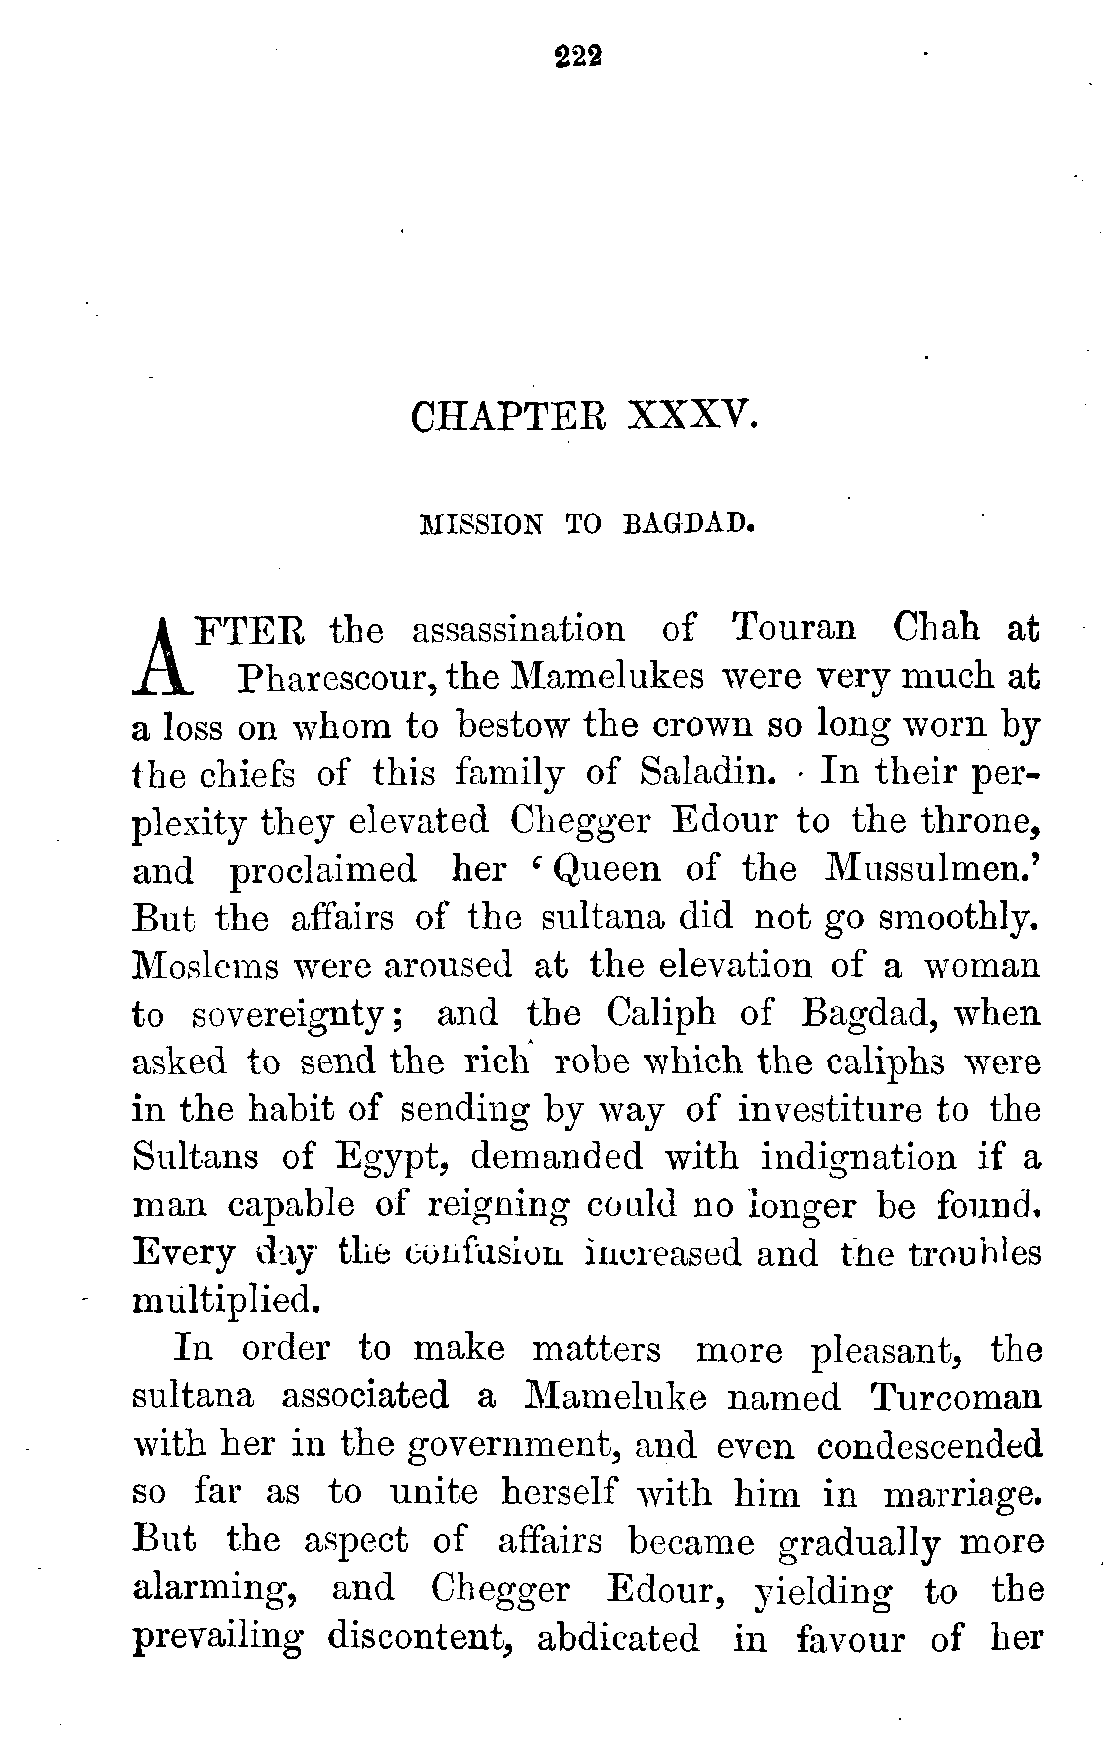 222
CHAPTER XXXV.
MISSION TO BAGDAD.
AFTER the assassination of Touran Chah at
Pharescour, the Mamelukes were very much at
a loss on whom to bestow the crown so long worn by
the chiefs of this family of Saladin. In their per-
plexity they elevated Chegger Edour to the throne,
and proclaimed her ‘Queen of the Mussulmen.’
But the affairs of the sultana did not go smoothly.
Moslems were aroused at the elevation of a woman
to sovereignty; and the Caliph of Bagdad, when
asked to send the rich robe which the caliphs were
in the habit of sending by way of investiture to the
Sultans of Egypt, demanded with indignation if a
man capable of reigning could no longer be found.
Every day the confusion increased and the troubles
multiplied.
In order to make matters more pleasant, the
sultana associated a Mameluke named Turcoman
with her in the government, and even condescended
so far as to unite herself with him in marriage.
But the aspect of affairs became gradually more
alarming, and Chegger Edour, yielding to the
prevailing discontent, abdicated in favour of her